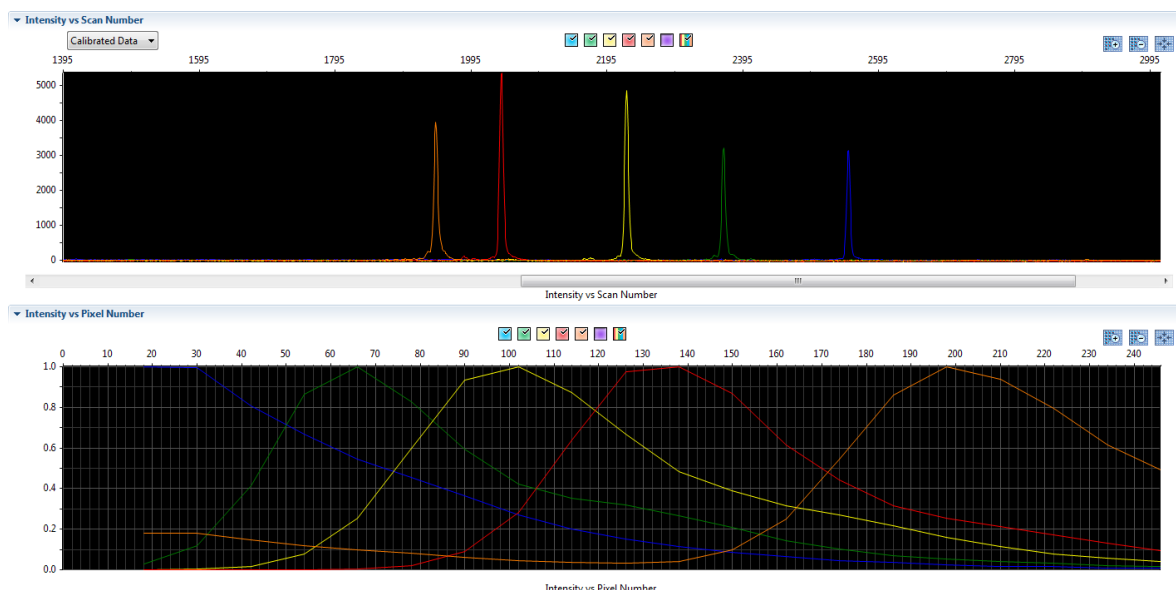 Intensity vs Scan Number
Calibrated Data
1395 1595 1795 1995 2195 2395 2595 2795 2995
5000
4000
3000
2000
1000
0
Intensity vs Scan Number
Intensity vs Pixel Number
0 10 20 30 40 50 60 70 80 90 100 110 120 130 140 150 160 170 180 190 200 210 220 230 240
1.0
0.8
0.6
0.4
0.2
0.0
Intensity vs Pixel Number